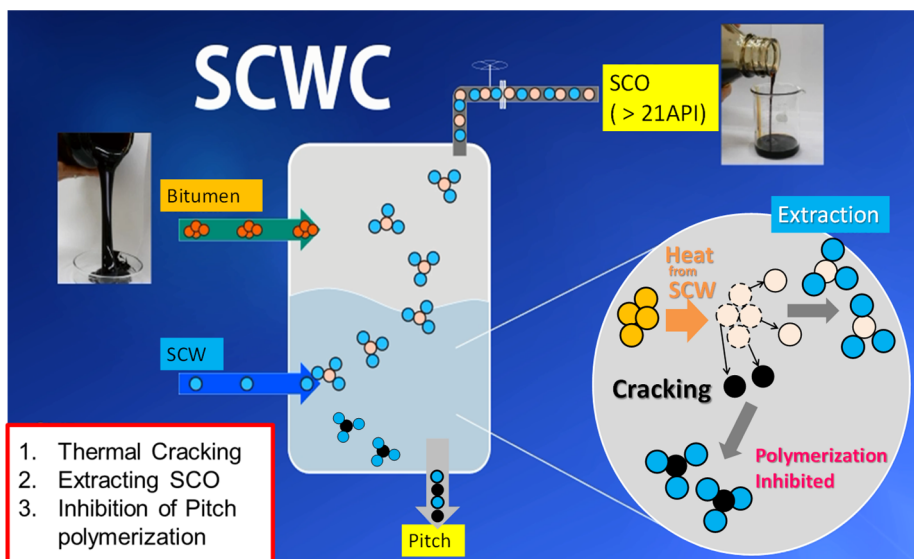 SCWC
SCO
( > 21API)
Bitumen
SCW
Extraction
Heat
from
SCW
Cracking
Polymerization
Inhibited
1. Thermal Cracking
2. Extracting SCO
3. Inhibition of Pitch
polymerization
Pitch